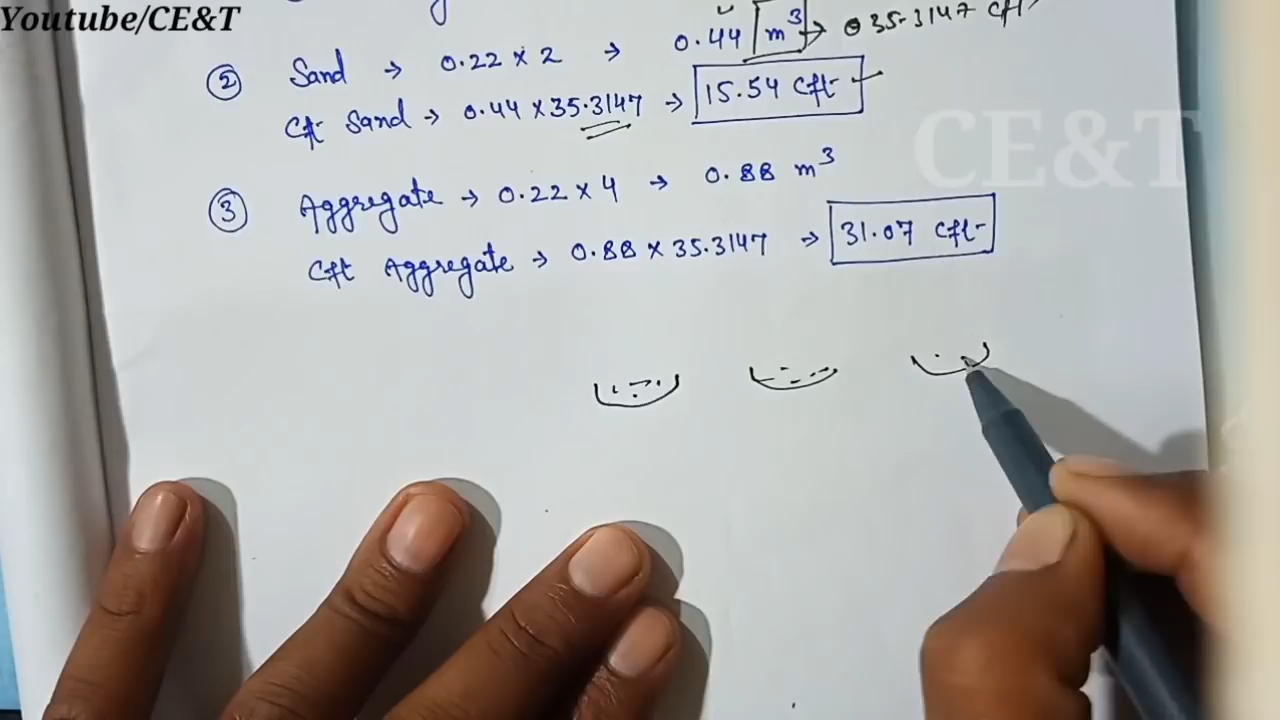 Youtube/CE&T
② Sand → 0.22 × 2 → 0.44 m³ → 035.3147 cft
Cft Sand → 0.44 × 35.3147 → 15.54 Cft
CE&T
③ Aggregate → 0.22 × 4 → 0.88 m³
Cft Aggregate → 0.88 × 35.3147 → 31.07 Cft